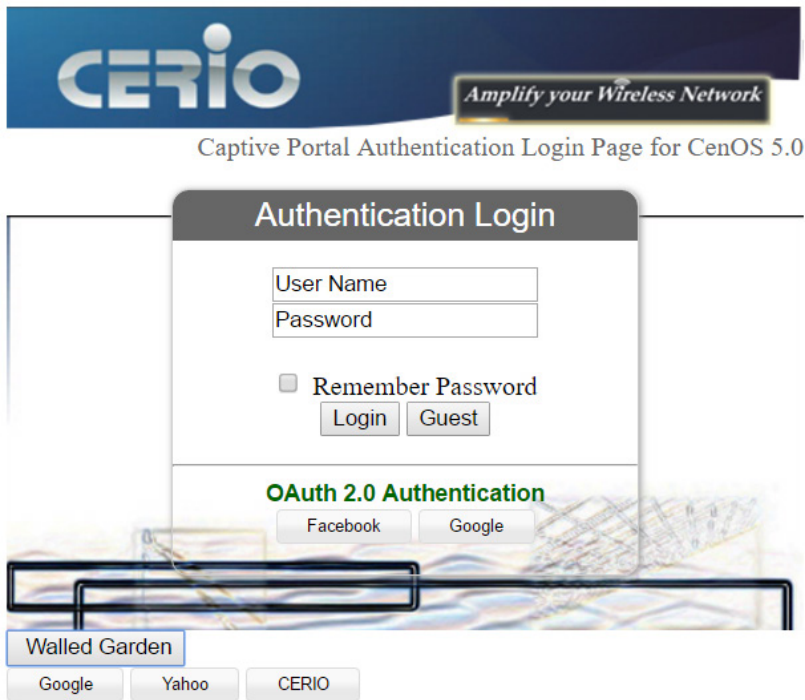 CERIO
Amplify your Wireless Network
Captive Portal Authentication Login Page for CenOS 5.0
Authentication Login
User Name
Password
Remember Password
Login Guest
OAuth 2.0 Authentication
Facebook Google
Walled Garden
Google Yahoo CERIO